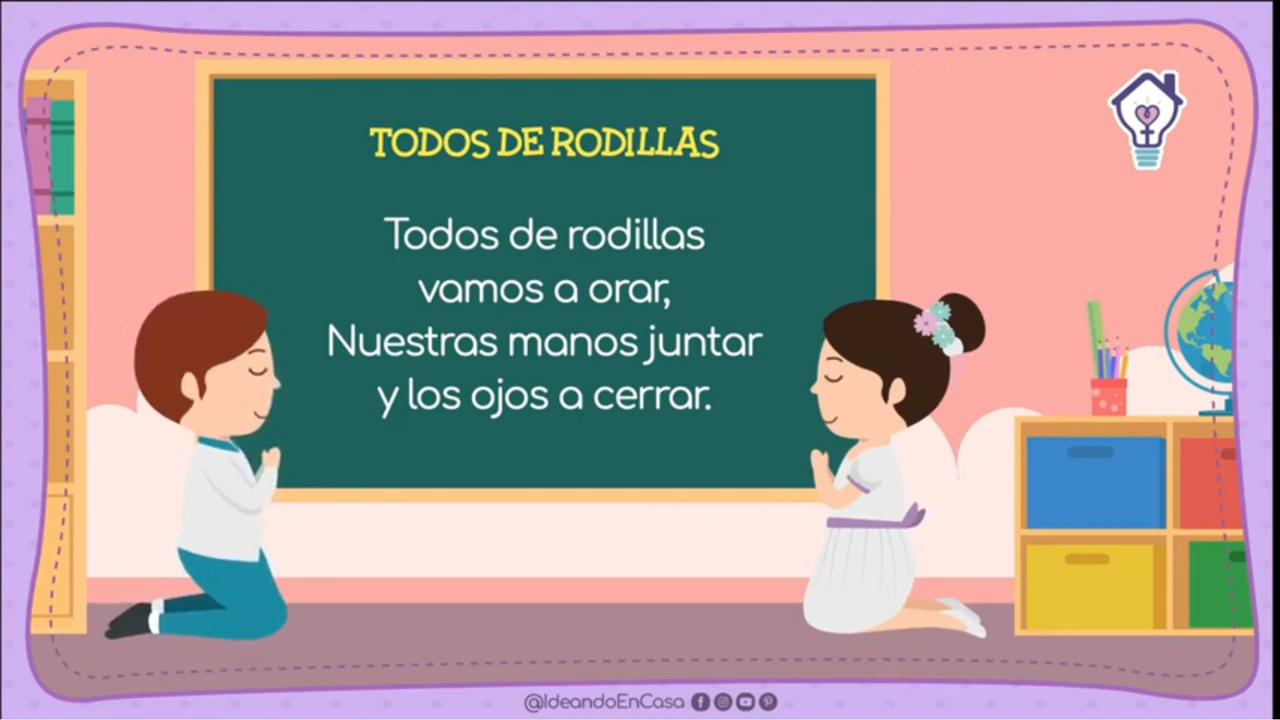 TODOS DE RODILLAS
Todos de rodillas
vamos a orar,
Nuestras manos juntar
y los ojos a cerrar.
@IdeandoEnCasa